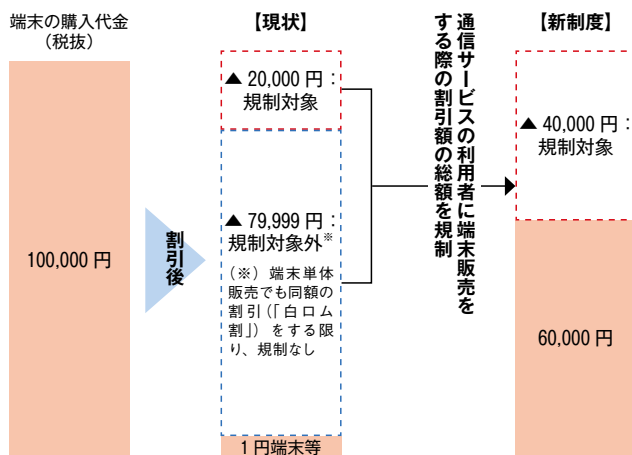 端末の購入代金
（税抜）
100,000 円
割引後
【現状】
▲ 20,000 円：
規制対象
▲ 79,999 円：
規制対象外※
（※）端末単体
販売でも同額の
割引（「白ロム
割」）をする限
り、規制なし
1 円端末等
通信サービスの利用者に端末販売を
する際の割引額の総額を規制
【新制度】
▲ 40,000 円：
規制対象
60,000 円